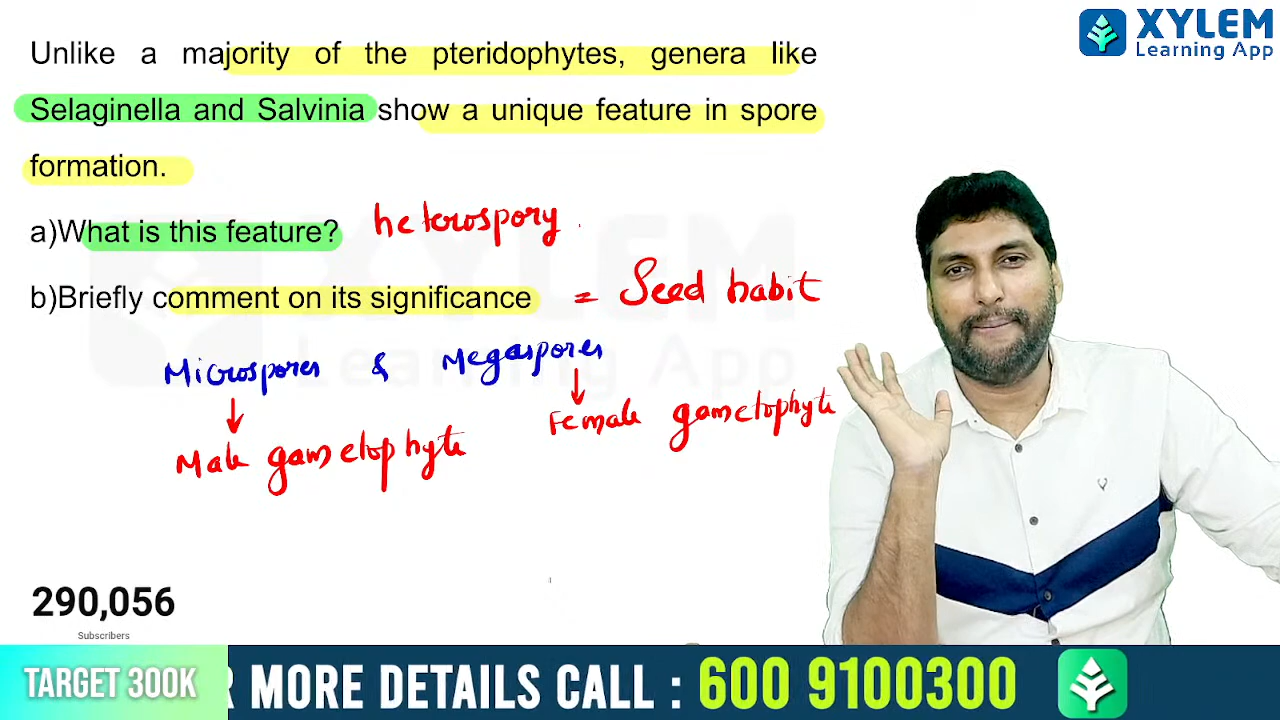 XYLEM
Learning App
Unlike a majority of the pteridophytes, genera like
Selaginella and Salvinia show a unique feature in spore
formation.
a)What is this feature? heterospory
b)Briefly comment on its significance = Seed habit
Microspores & Megaspores
↓ ↓
Male gametophyte Female gametophyte
290,056
Subscribers
TARGET 300K
R MORE DETAILS CALL : 600 9100300